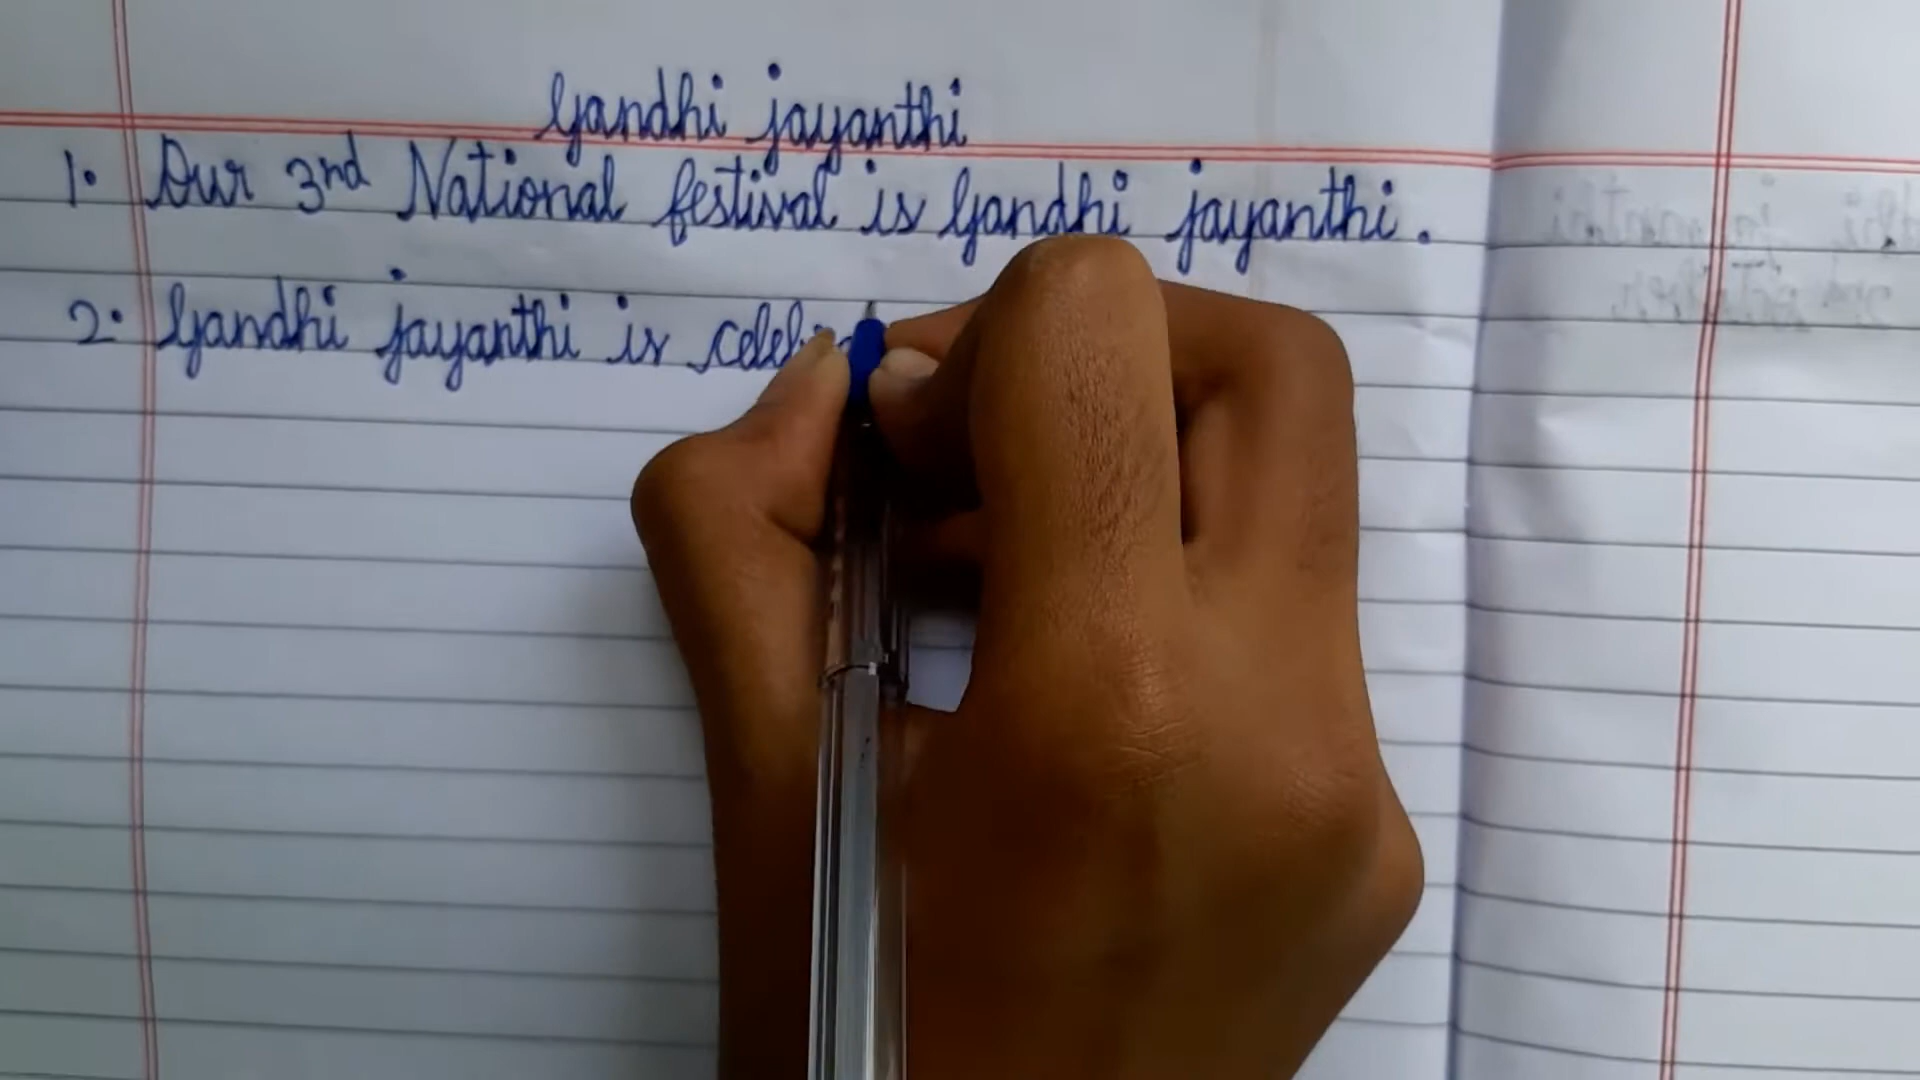 Gandhi jayanthi
1. Our 3rd National festival is Gandhi jayanthi.
2. Gandhi jayanthi is